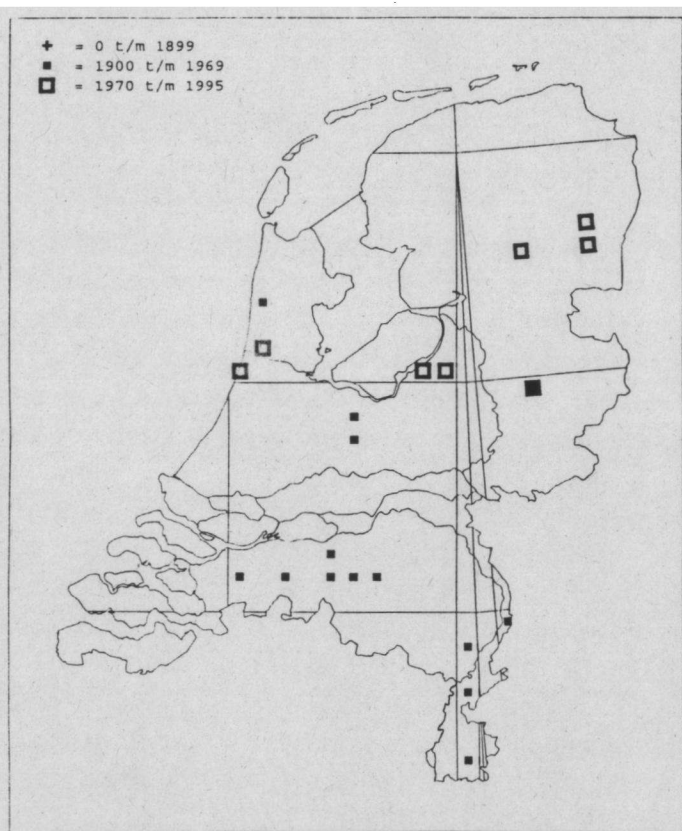 + = 0 t/m 1899
▪ = 1900 t/m 1969
□ = 1970 t/m 1995